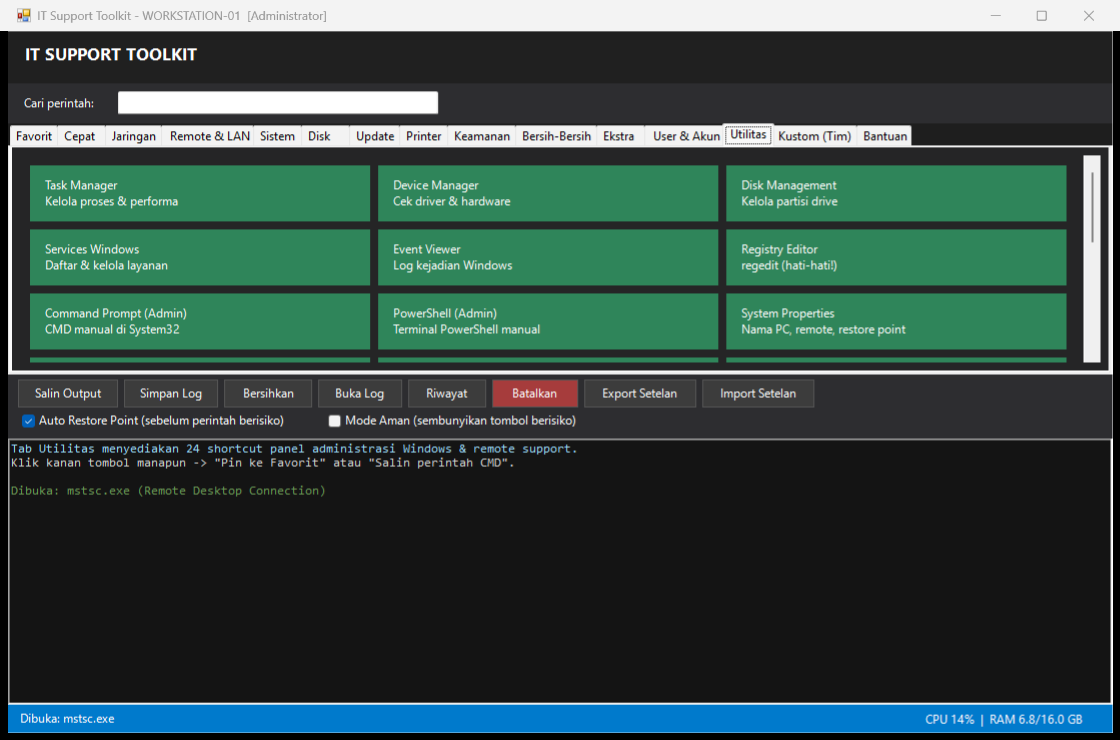 IT Support Toolkit - WORKSTATION-01 [Administrator]
IT SUPPORT TOOLKIT
Cari perintah:
Favorit Cepat Jaringan Remote & LAN Sistem Disk Update Printer Keamanan Bersih-Bersih Ekstra User & Akun Utilitas Kustom (Tim) Bantuan
Task Manager
Kelola proses & performa
Device Manager
Cek driver & hardware
Disk Management
Kelola partisi drive
Services Windows
Daftar & kelola layanan
Event Viewer
Log kejadian Windows
Registry Editor
regedit (hati-hati!)
Command Prompt (Admin)
CMD manual di System32
PowerShell (Admin)
Terminal PowerShell manual
System Properties
Nama PC, remote, restore point
Salin Output Simpan Log Bersihkan Buka Log Riwayat Batalkan Export Setelan Import Setelan
Auto Restore Point (sebelum perintah berisiko) Mode Aman (sembunyikan tombol berisiko)
Tab Utilitas menyediakan 24 shortcut panel administrasi Windows & remote support.
Klik kanan tombol manapun -> "Pin ke Favorit" atau "Salin perintah CMD".
Dibuka: mstsc.exe (Remote Desktop Connection)
Dibuka: mstsc.exe CPU 14% | RAM 6.8/16.0 GB